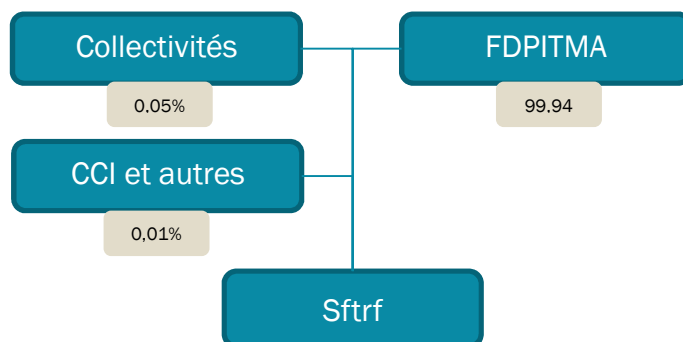 Collectivités
0,05%
FDPITMA
99,94
CCI et autres
0,01%
Sftrf